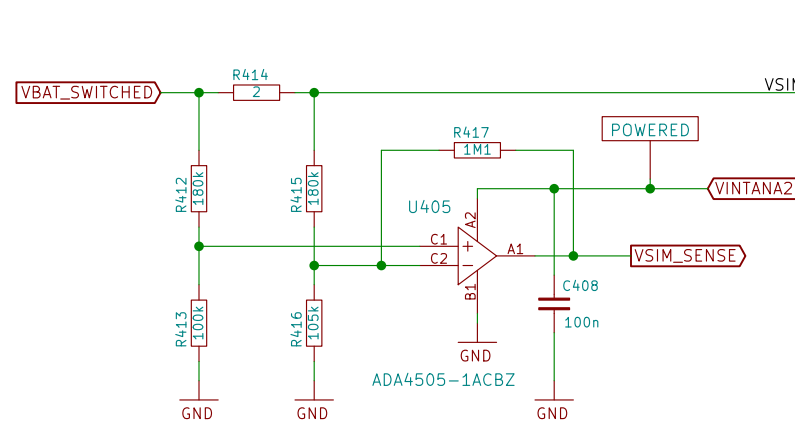 R414
VBAT_SWITCHED
2
VSIM
R417
1M1
POWERED
R412
180k
R415
180k
VINTANA2
U405
A2
C1
+
A1
C2
−
VSIM_SENSE
B1
C408
100n
R413
100k
R416
105k
GND
ADA4505-1ACBZ
GND
GND
GND